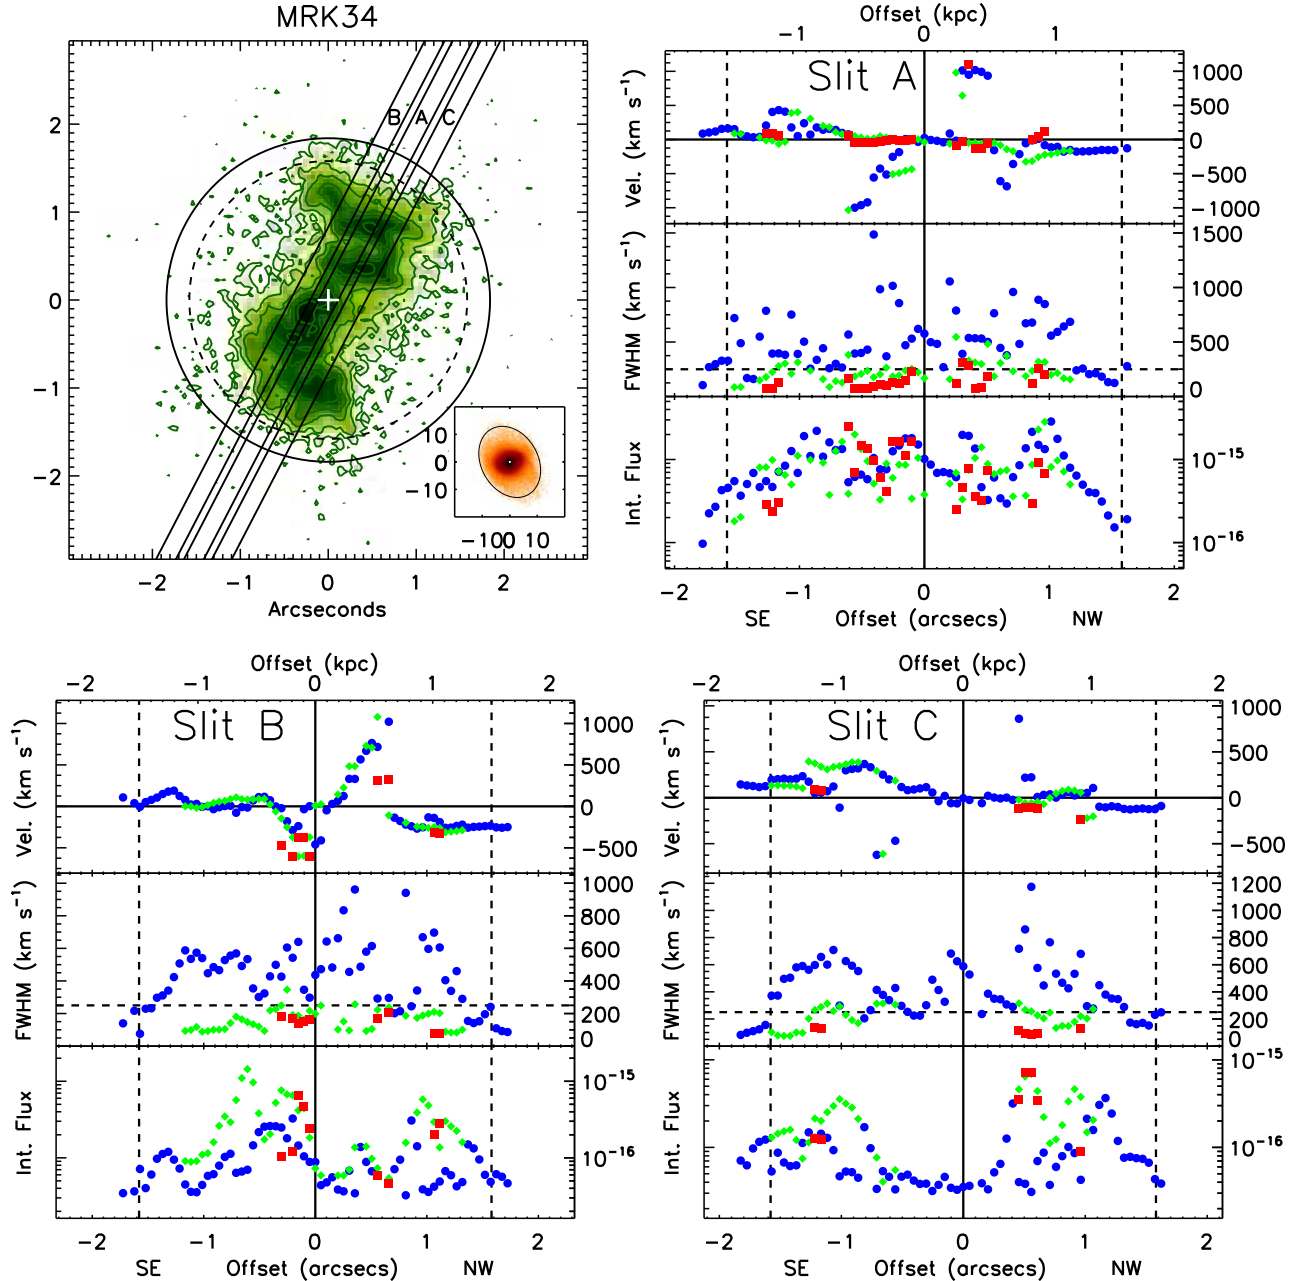 MRK34
B A C
2
1
0
−1
−2
−2 −1 0 1 2
Arcseconds
10
0
−10
−10 0 10
Offset (kpc)
−1 0 1
Slit A
Vel. (km s⁻¹)
1000
500
0
−500
−1000
FWHM (km s⁻¹)
1500
1000
500
0
Int. Flux
10⁻¹⁵
10⁻¹⁶
−2 −1 0 1 2
SE Offset (arcsecs) NW
Offset (kpc)
−2 −1 0 1 2
Slit B
Vel. (km s⁻¹)
1000
500
0
−500
FWHM (km s⁻¹)
1000
800
600
400
200
0
Int. Flux
10⁻¹⁵
10⁻¹⁶
−2 −1 0 1 2
SE Offset (arcsecs) NW
Offset (kpc)
−2 −1 0 1 2
Slit C
Vel. (km s⁻¹)
1000
500
0
−500
FWHM (km s⁻¹)
1200
1000
800
600
400
200
0
Int. Flux
10⁻¹⁵
10⁻¹⁶
−2 −1 0 1 2
SE Offset (arcsecs) NW